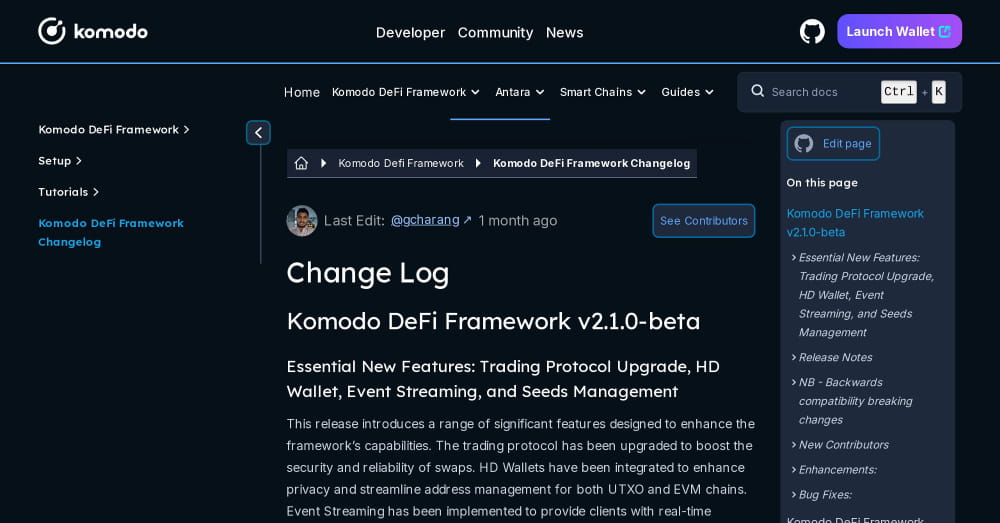 komodo
Developer Community News
Launch Wallet
Home Komodo DeFi Framework Antara Smart Chains Guides
Search docs Ctrl + K
Komodo DeFi Framework
Setup
Tutorials
Komodo DeFi Framework
Changelog
Komodo Defi Framework Komodo DeFi Framework Changelog
Last Edit: @gcharang ↗ 1 month ago
See Contributors
Change Log
Komodo DeFi Framework v2.1.0-beta
Essential New Features: Trading Protocol Upgrade, HD
Wallet, Event Streaming, and Seeds Management
This release introduces a range of significant features designed to enhance the
framework’s capabilities. The trading protocol has been upgraded to boost the
security and reliability of swaps. HD Wallets have been integrated to enhance
privacy and streamline address management for both UTXO and EVM chains.
Event Streaming has been implemented to provide clients with real-time
Edit page
On this page
Komodo DeFi Framework
v2.1.0-beta
Essential New Features:
Trading Protocol Upgrade,
HD Wallet, Event
Streaming, and Seeds
Management
Release Notes
NB - Backwards
compatibility breaking
changes
New Contributors
Enhancements:
Bug Fixes:
Komodo DeFi Framework